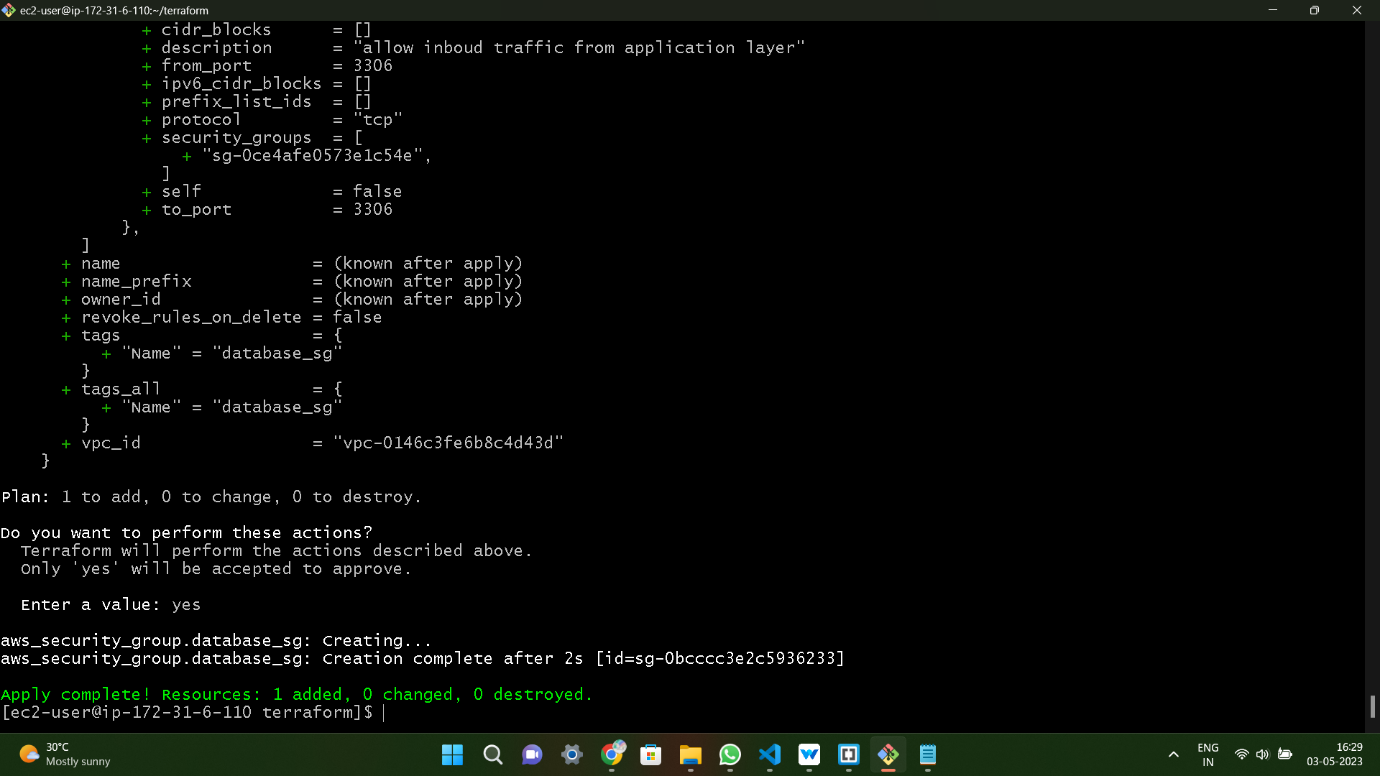 ec2-user@ip-172-31-6-110:~/terraform
+ cidr_blocks = []
+ description = "allow inboud traffic from application layer"
+ from_port = 3306
+ ipv6_cidr_blocks = []
+ prefix_list_ids = []
+ protocol = "tcp"
+ security_groups = [
+ "sg-0ce4afe0573e1c54e",
]
+ self = false
+ to_port = 3306
},
]
+ name = (known after apply)
+ name_prefix = (known after apply)
+ owner_id = (known after apply)
+ revoke_rules_on_delete = false
+ tags = {
+ "Name" = "database_sg"
}
+ tags_all = {
+ "Name" = "database_sg"
}
+ vpc_id = "vpc-0146c3fe6b8c4d43d"
}
Plan: 1 to add, 0 to change, 0 to destroy.
Do you want to perform these actions?
Terraform will perform the actions described above.
Only 'yes' will be accepted to approve.
Enter a value: yes
aws_security_group.database_sg: Creating...
aws_security_group.database_sg: Creation complete after 2s [id=sg-0bcccc3e2c5936233]
Apply complete! Resources: 1 added, 0 changed, 0 destroyed.
[ec2-user@ip-172-31-6-110 terraform]$
30°C
Mostly sunny
ENG
IN
16:29
03-05-2023